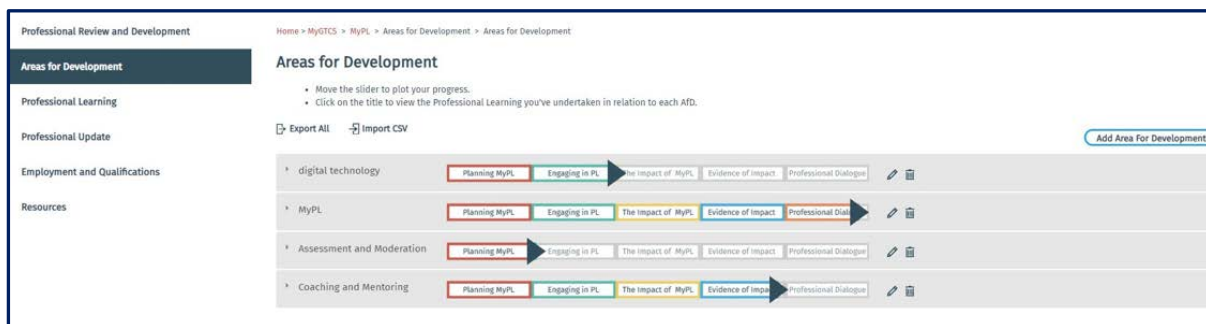 Professional Review and Development
Areas for Development
Professional Learning
Professional Update
Employment and Qualifications
Resources
Home > MyGTCS > MyPL > Areas for Development > Areas for Development
Areas for Development
• Move the slider to plot your progress.
• Click on the title to view the Professional Learning you've undertaken in relation to each AfD.
Export All Import CSV
Add Area For Development
digital technology Planning MyPL Engaging in PL The Impact of MyPL Evidence of Impact Professional Dialogue
MyPL Planning MyPL Engaging in PL The Impact of MyPL Evidence of Impact Professional Dialogue
Assessment and Moderation Planning MyPL Engaging in PL The Impact of MyPL Evidence of Impact Professional Dialogue
Coaching and Mentoring Planning MyPL Engaging in PL The Impact of MyPL Evidence of Impact Professional Dialogue